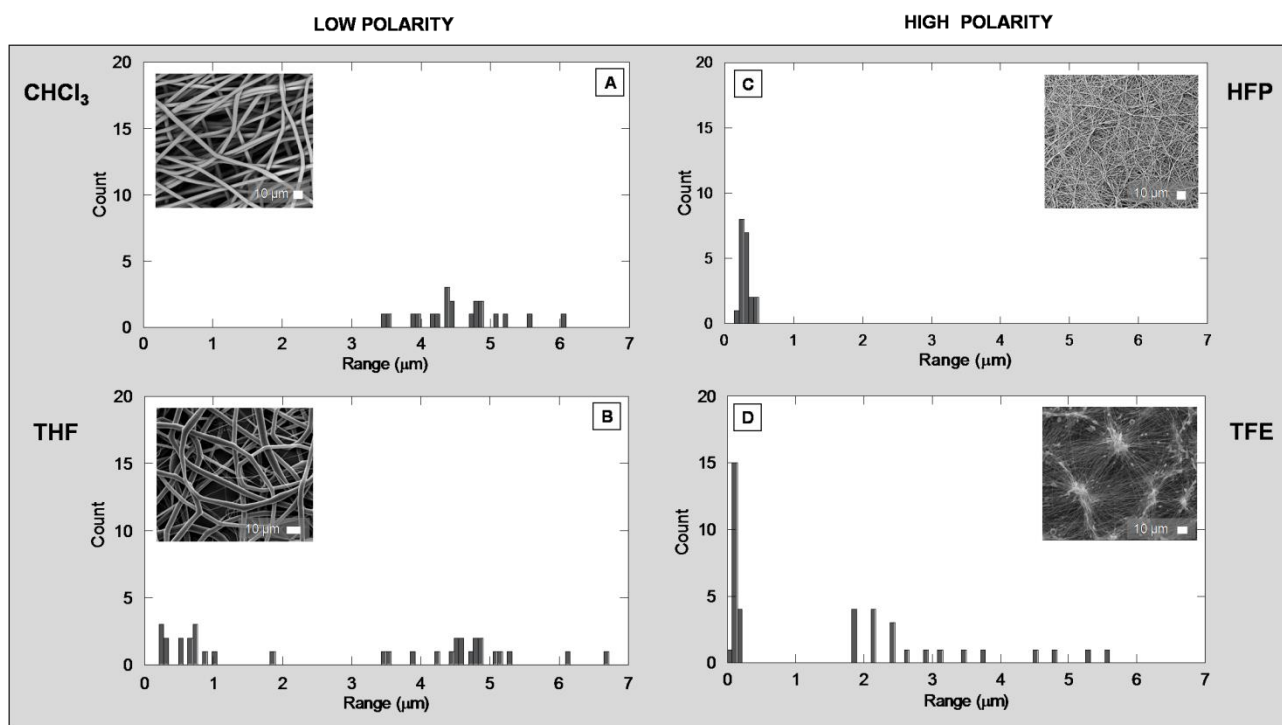 LOW POLARITY
HIGH POLARITY
CHCl₃
A
20
15
10
5
0
Count
10 µm
0 1 2 3 4 5 6 7
Range (µm)
C
HFP
20
15
10
5
0
Count
10 µm
0 1 2 3 4 5 6 7
Range (µm)
THF
B
20
15
10
5
0
Count
10 µm
0 1 2 3 4 5 6 7
Range (µm)
D
TFE
20
15
10
5
0
Count
10 µm
0 1 2 3 4 5 6 7
Range (µm)